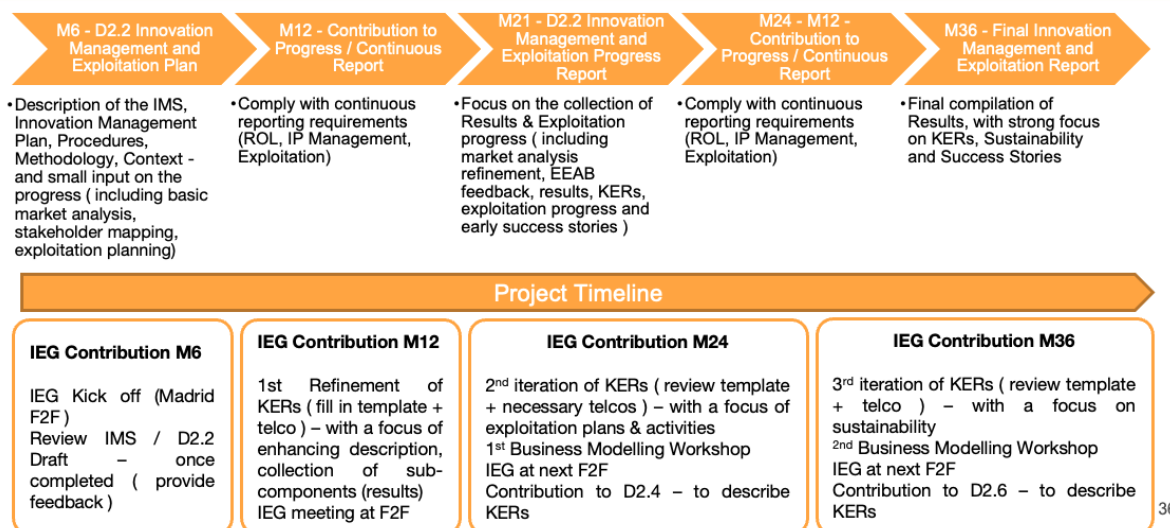 M6 - D2.2 Innovation
Management and
Exploitation Plan
M12 - Contribution to
Progress / Continuous
Report
M21 - D2.2 Innovation
Management and
Exploitation Progress
Report
M24 - M12 -
Contribution to
Progress / Continuous
Report
M36 - Final Innovation
Management and
Exploitation Report
•Description of the IMS,
Innovation Management
Plan, Procedures,
Methodology, Context -
and small input on the
progress ( including basic
market analysis,
stakeholder mapping,
exploitation planning)
•Comply with continuous
reporting requirements
(ROL, IP Management,
Exploitation)
•Focus on the collection of
Results & Exploitation
progress ( including
market analysis
refinement, EEAB
feedback, results, KERs,
exploitation progress and
early success stories )
•Comply with continuous
reporting requirements
(ROL, IP Management,
Exploitation)
•Final compilation of
Results, with strong focus
on KERs, Sustainability
and Success Stories
Project Timeline
IEG Contribution M6
IEG Kick off (Madrid
F2F )
Review IMS / D2.2
Draft – once
completed ( provide
feedback )
IEG Contribution M12
1st Refinement of
KERs ( fill in template +
telco ) – with a focus of
enhancing description,
collection of sub-
components (results)
IEG meeting at F2F
IEG Contribution M24
2nd iteration of KERs ( review template
+ necessary telcos ) – with a focus of
exploitation plans & activities
1st Business Modelling Workshop
IEG at next F2F
Contribution to D2.4 – to describe
KERs
IEG Contribution M36
3rd iteration of KERs ( review template
+ telco ) – with a focus on
sustainability
2nd Business Modelling Workshop
IEG at next F2F
Contribution to D2.6 – to describe
KERs